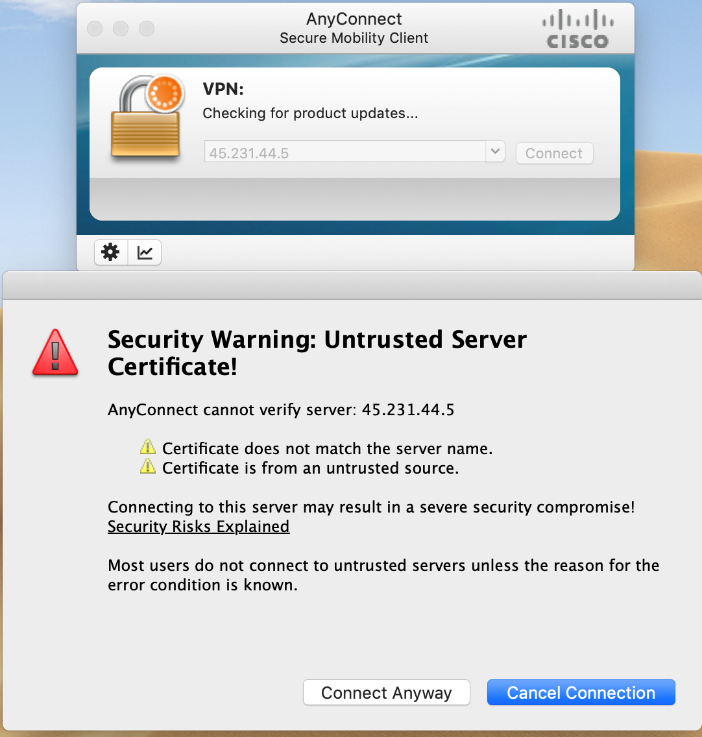 AnyConnect
Secure Mobility Client
CISCO
VPN:
Checking for product updates...
45.231.44.5
Connect
Security Warning: Untrusted Server
Certificate!
AnyConnect cannot verify server: 45.231.44.5
Certificate does not match the server name.
Certificate is from an untrusted source.
Connecting to this server may result in a severe security compromise!
Security Risks Explained
Most users do not connect to untrusted servers unless the reason for the
error condition is known.
Connect Anyway
Cancel Connection